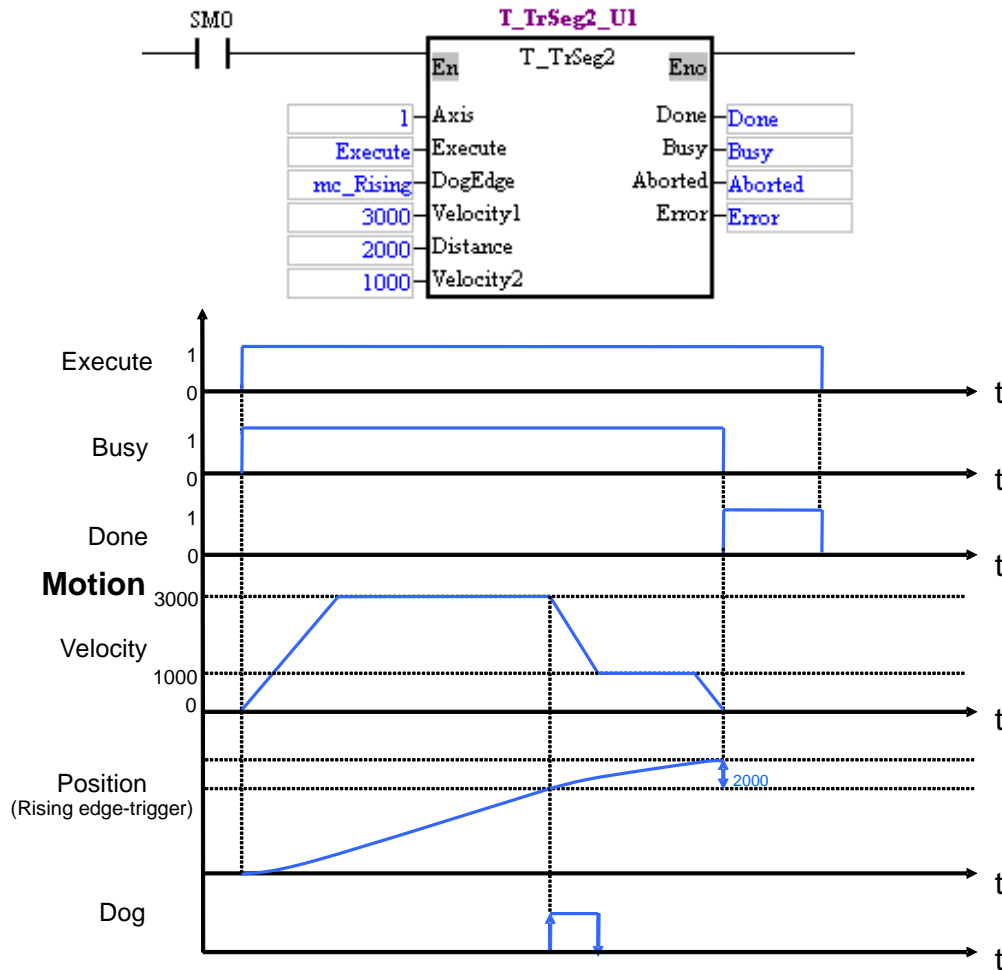 SM0
T_TrSeg2_U1
T_TrSeg2
En Eno
1 Axis Done Done
Execute Execute Busy Busy
mc_Rising DogEdge Aborted Aborted
3000 Velocity1 Error Error
2000 Distance
1000 Velocity2
Execute 1
0 t
Busy 1
0 t
Done 1
0 t
Motion 3000
Velocity
1000
0 t
Position 2000
(Rising edge-trigger)
t
Dog
t